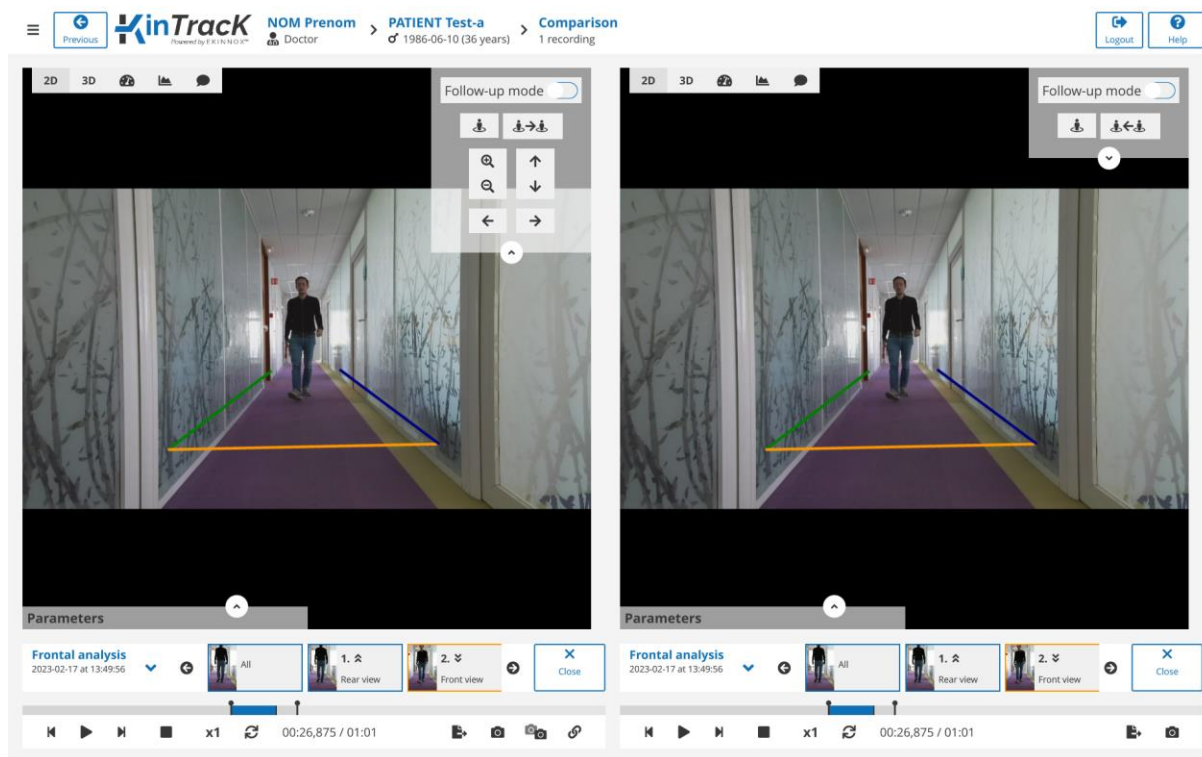 Previous
KinTrack
Powered by EKINNOX™
NOM Prenom
Doctor
PATIENT Test-a
1986-06-10 (36 years)
Comparison
1 recording
Logout
Help
2D 3D
Follow-up mode
Parameters
Frontal analysis
2023-02-17 at 13:49:56
All
1.
Rear view
2.
Front view
Close
x1
00:26,875 / 01:01
2D 3D
Follow-up mode
Parameters
Frontal analysis
2023-02-17 at 13:49:56
All
1.
Rear view
2.
Front view
Close
x1
00:26,875 / 01:01